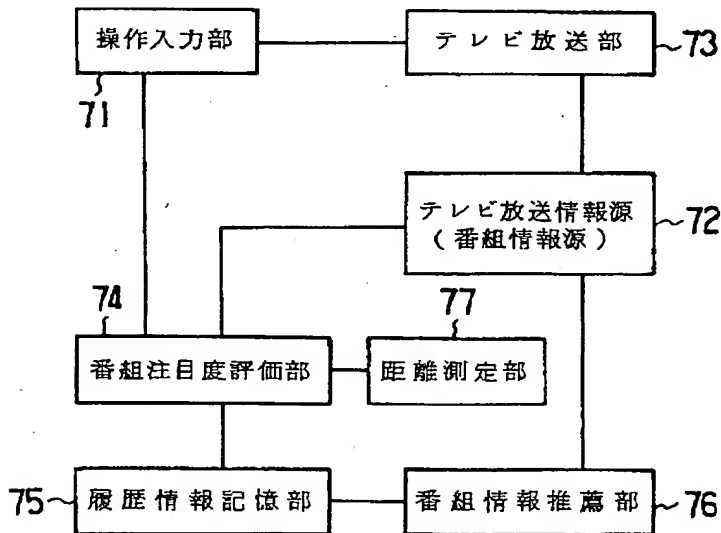 操作入力部
71
テレビ放送部
73
テレビ放送情報源
(番組情報源)
72
74
番組注目度評価部
77
距離測定部
75
履歴情報記憶部
番組情報推薦部
76